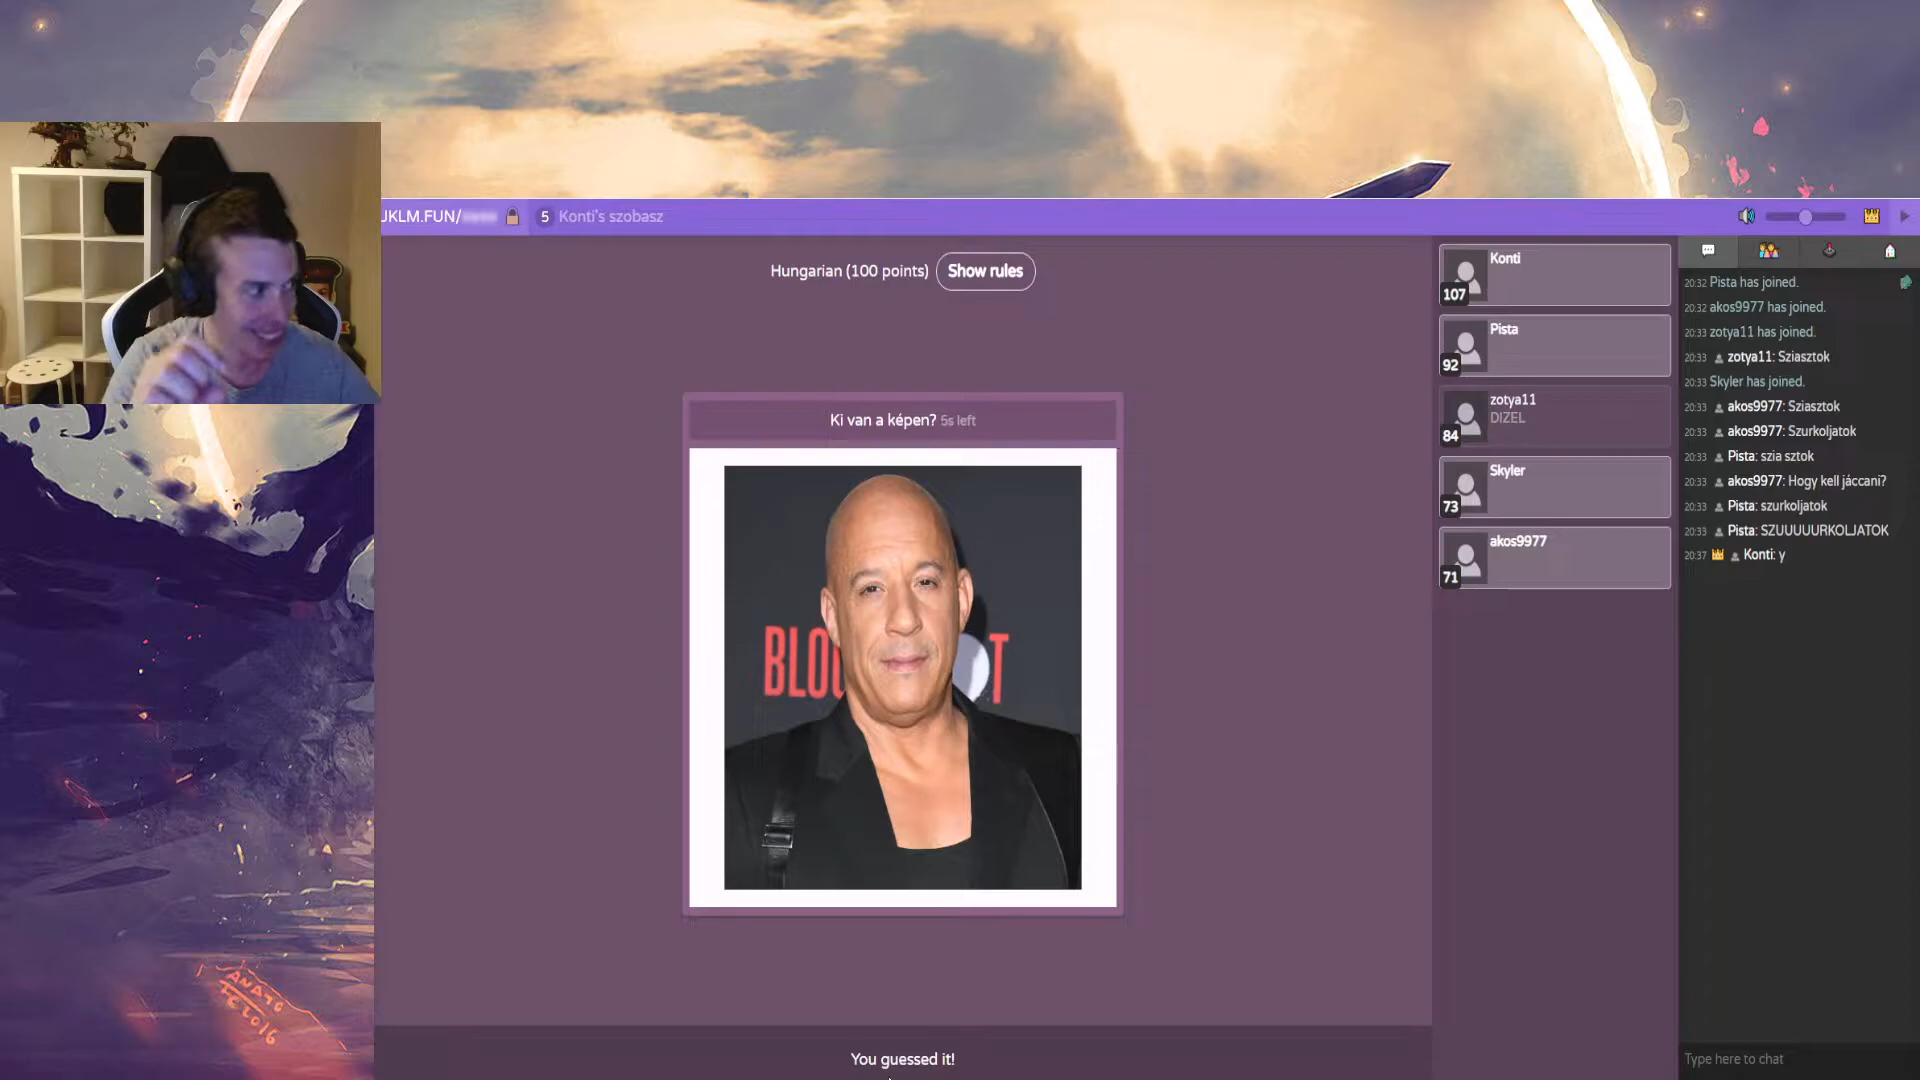 JKLM.FUN/
5 Konti's szobasz
Hungarian (100 points) Show rules
Ki van a képen? 5s left
BLOO T
You guessed it!
Konti
107
Pista
92
zotya11
DIZEL
84
Skyler
73
akos9977
71
20:32 Pista has joined.
20:32 akos9977 has joined.
20:33 zotya11 has joined.
20:33 zotya11: Sziasztok
20:33 Skyler has joined.
20:33 akos9977: Sziasztok
20:33 akos9977: Szurkoljatok
20:33 Pista: szia sztok
20:33 akos9977: Hogy kell jáccani?
20:33 Pista: szurkoljatok
20:33 Pista: SZUUUUURKOLJATOK
20:37 Konti: y
Type here to chat
ANATO
2016